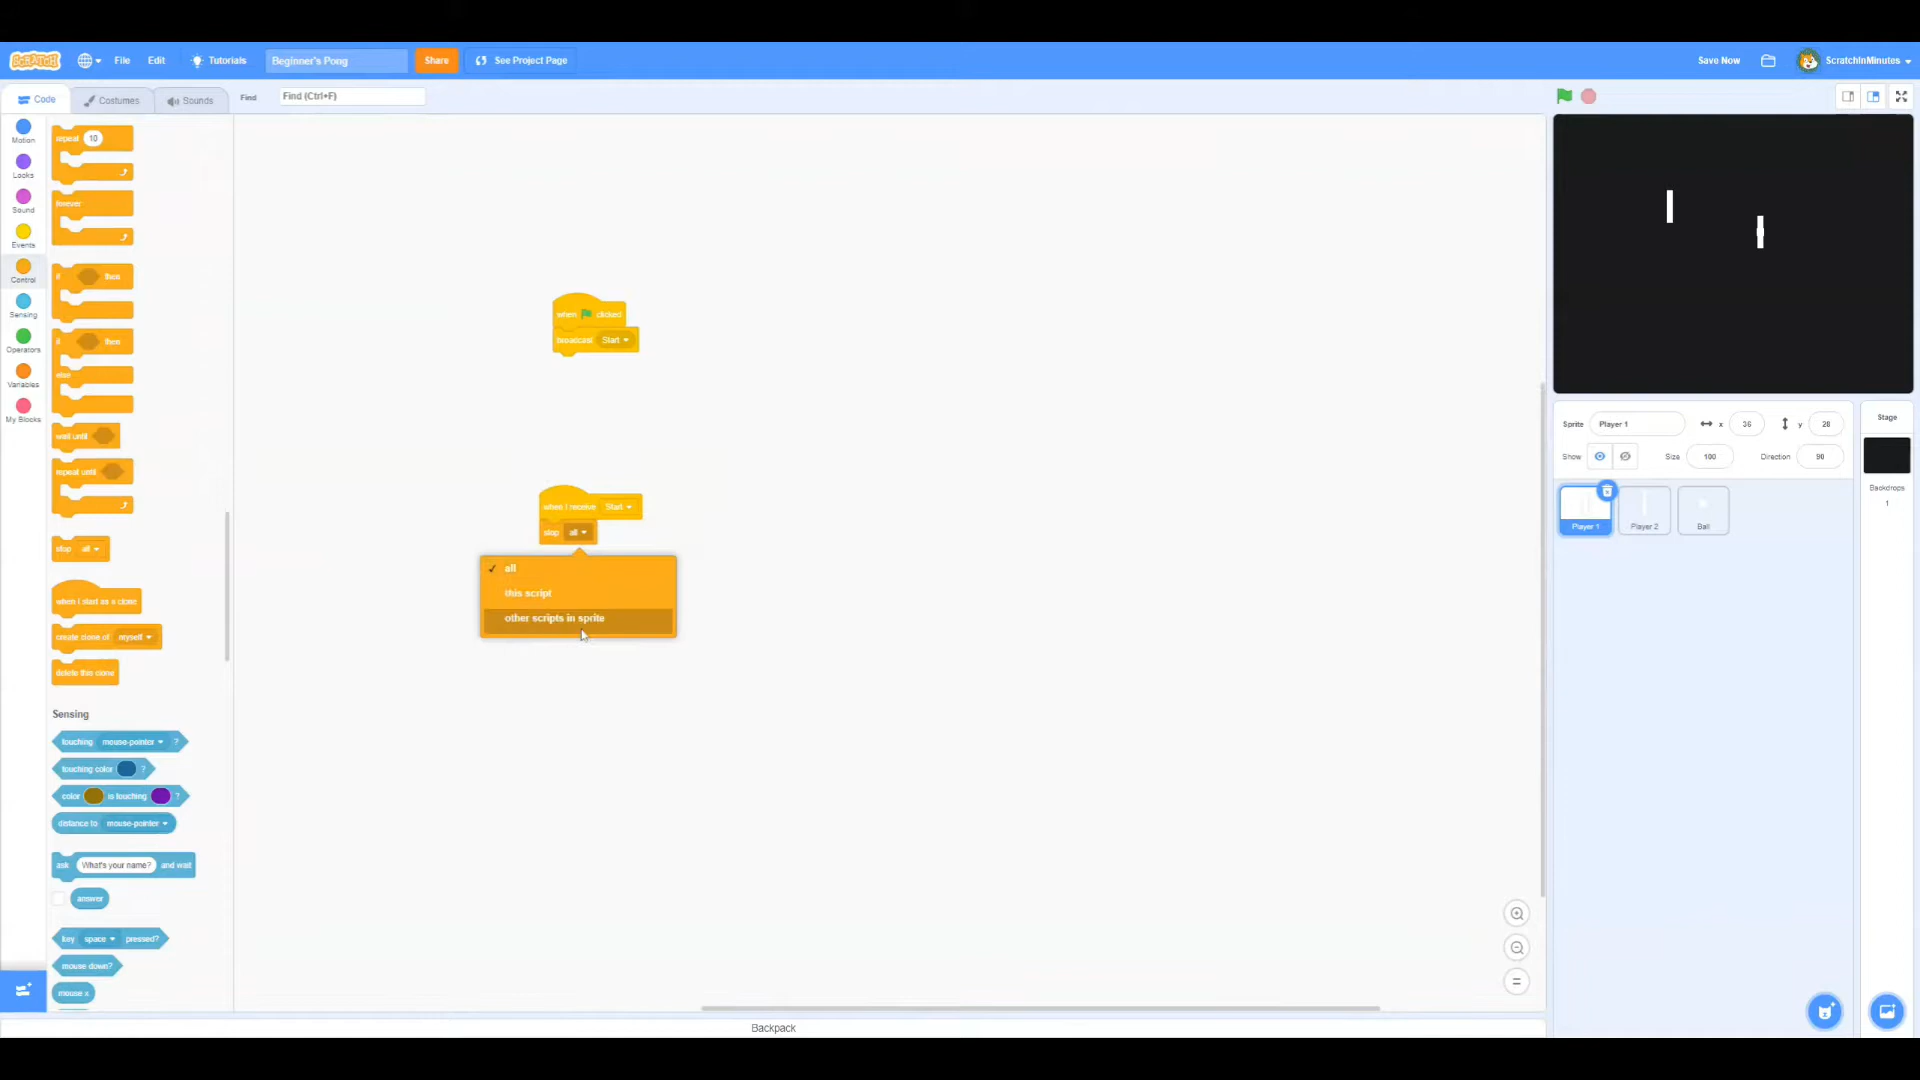 SCRATCH
File
Edit
Tutorials
Beginner's Pong
Share
See Project Page
Save Now
ScratchInMinutes
Code
Costumes
Sounds
Find
Find (Ctrl+F)
Motion
Looks
Sound
Events
Control
Sensing
Operators
Variables
My Blocks
repeat 10
forever
if then
if then
else
wait until
repeat until
stop all
when I start as a clone
create clone of myself
delete this clone
Sensing
touching mouse-pointer ?
touching color ?
color is touching ?
distance to mouse-pointer
ask What's your name? and wait
answer
key space pressed?
mouse down?
mouse x
when clicked
broadcast Start
when I receive Start
stop all
✓ all
this script
other scripts in sprite
Sprite Player 1 x 36 y 28
Show Size 100 Direction 90
Player 1
Player 2
Ball
Stage
Backdrops
1
Backpack